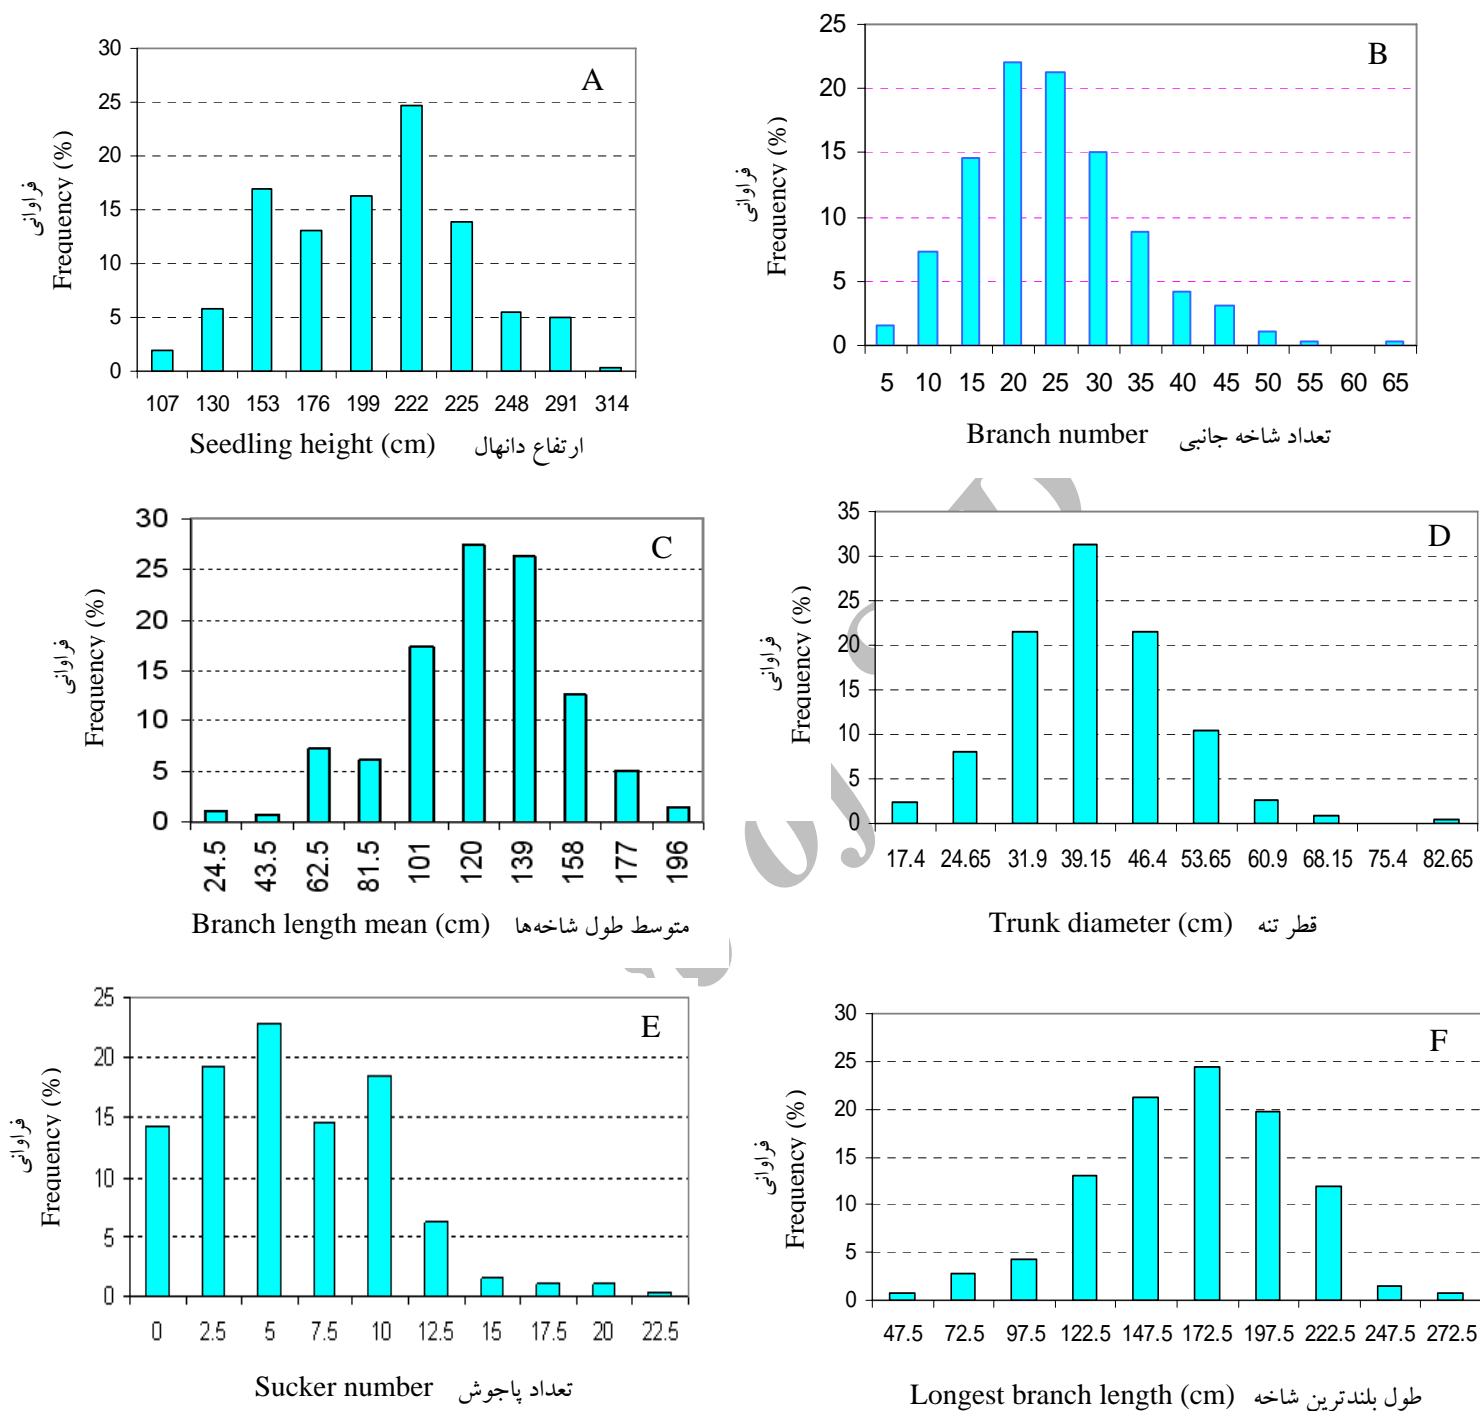 A
30
25
20
15
10
5
0
فراوانی
Frequency (%)
107 130 153 176 199 222 225 248 291 314
Seedling height (cm) ارتفاع دانهال
B
25
20
15
10
5
0
فراوانی
Frequency (%)
5 10 15 20 25 30 35 40 45 50 55 60 65
Branch number تعداد شاخه جانبی
C
30
25
20
15
10
5
0
فراوانی
Frequency (%)
24.5 43.5 62.5 81.5 101 120 139 158 177 196
Branch length mean (cm) متوسط طول شاخه‌ها
D
35
30
25
20
15
10
5
0
فراوانی
Frequency (%)
17.4 24.65 31.9 39.15 46.4 53.65 60.9 68.15 75.4 82.65
Trunk diameter (cm) قطر تنه
E
25
20
15
10
5
0
فراوانی
Frequency (%)
0 2.5 5 7.5 10 12.5 15 17.5 20 22.5
Sucker number تعداد پاجوش
F
30
25
20
15
10
5
0
فراوانی
Frequency (%)
47.5 72.5 97.5 122.5 147.5 172.5 197.5 222.5 247.5 272.5
Longest branch length (cm) طول بلندترین شاخه